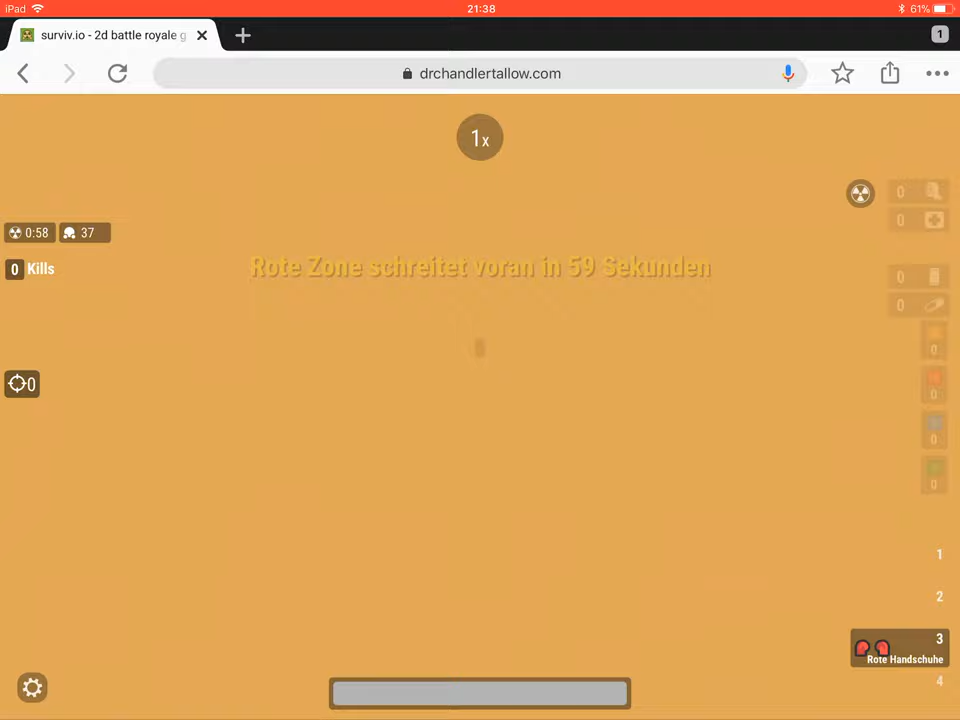 iPad
21:38
61%
surviv.io - 2d battle royale g
1
drchandlertallow.com
1x
0
0
0:58
37
Rote Zone schreitet voran in 59 Sekunden
0 Kills
0
0
0
0
0
0
0
1
2
3
Rote Handschuhe
4